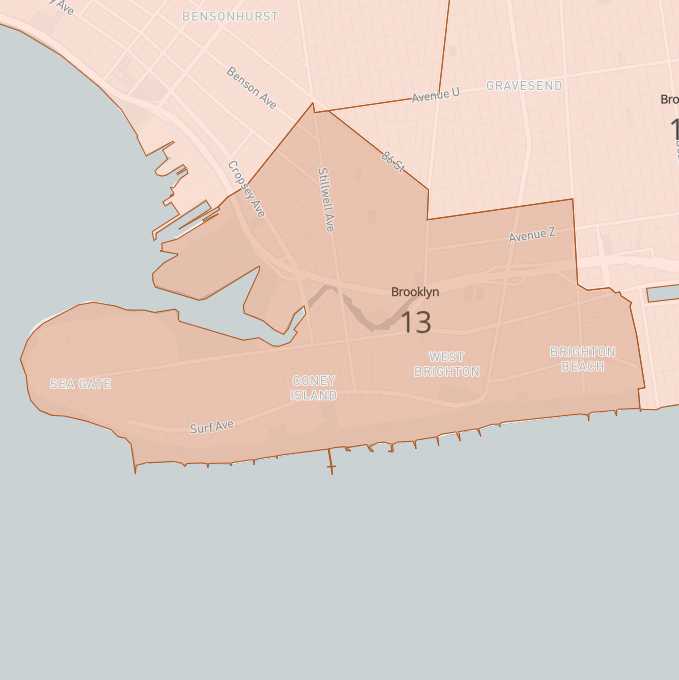 y Ave
BENSONHURST
Benson Ave
Avenue U
GRAVESEND
Bro
1
86 St
Cropsey Ave
Stillwell Ave
Avenue Z
Brooklyn
13
SEA GATE
CONEY
ISLAND
WEST
BRIGHTON
BRIGHTON
BEACH
Surf Ave